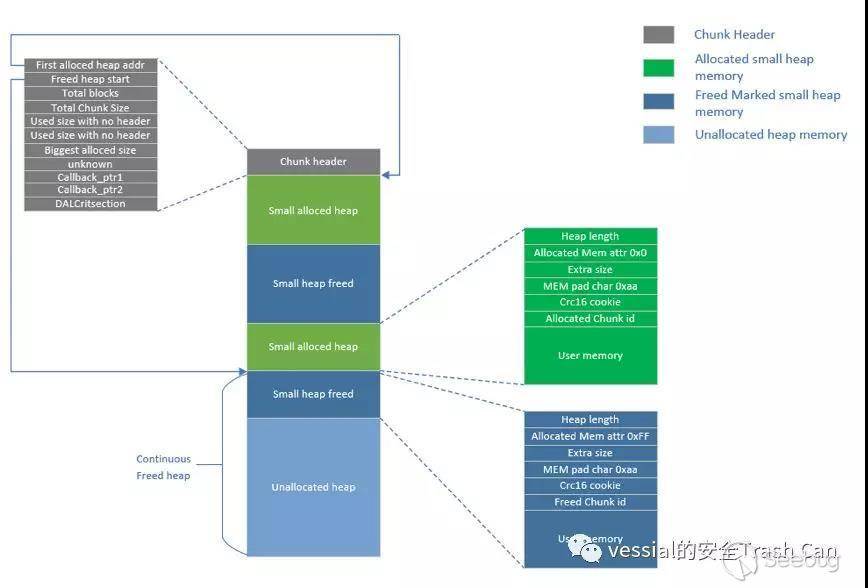 First alloced heap addr
Freed heap start
Total blocks
Total Chunk Size
Used size with no header
Used size with no header
Biggest alloced size
unknown
Callback_ptr1
Callback_ptr2
DALCritsection
Chunk header
Small alloced heap
Small heap freed
Small alloced heap
Small heap freed
Unallocated heap
Continuous
Freed heap
Chunk Header
Allocated small heap
memory
Freed Marked small heap
memory
Unallocated heap memory
Heap length
Allocated Mem attr 0x0
Extra size
MEM pad char 0xaa
Crc16 cookie
Allocated Chunk id
User memory
Heap length
Allocated Mem attr 0xFF
Extra size
MEM pad char 0xaa
Crc16 cookie
Freed Chunk id
User memory
vessial的安全Trash Can
Seebug